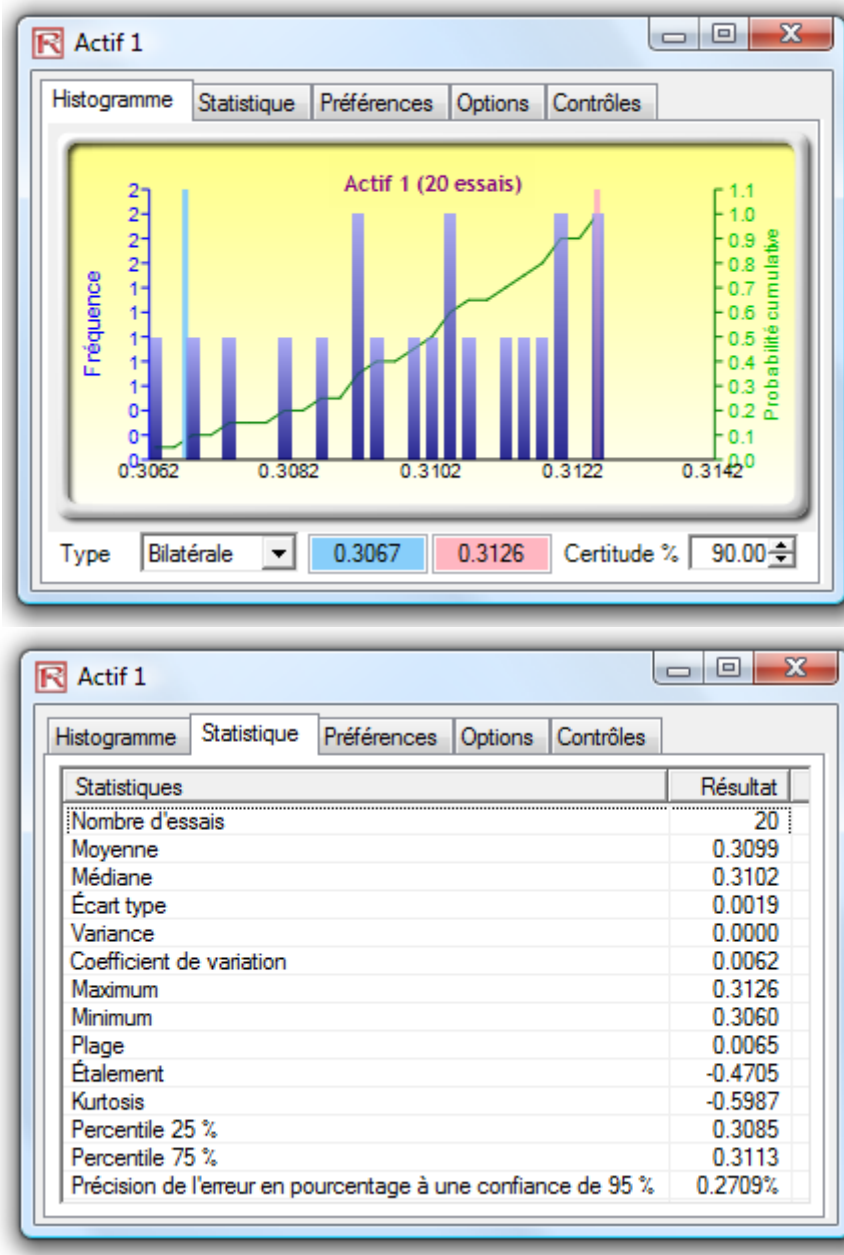 Actif 1
Histogramme Statistique Préférences Options Contrôles
Actif 1 (20 essais)
Fréquence
2
2
2
2
1
1
1
1
1
0
0
0
0.3062 0.3082 0.3102 0.3122 0.3142
1.1
1.0
0.9
0.8
0.7
0.6
0.5
0.4
0.3
0.2
0.1
0.0
Probabilité cumulative
Type Bilatérale 0.3067 0.3126 Certitude % 90.00
Actif 1
Histogramme Statistique Préférences Options Contrôles
Statistiques Résultat
Nombre d'essais 20
Moyenne 0.3099
Médiane 0.3102
Écart type 0.0019
Variance 0.0000
Coefficient de variation 0.0062
Maximum 0.3126
Minimum 0.3060
Plage 0.0065
Étalement -0.4705
Kurtosis -0.5987
Percentile 25 % 0.3085
Percentile 75 % 0.3113
Précision de l'erreur en pourcentage à une confiance de 95 % 0.2709%